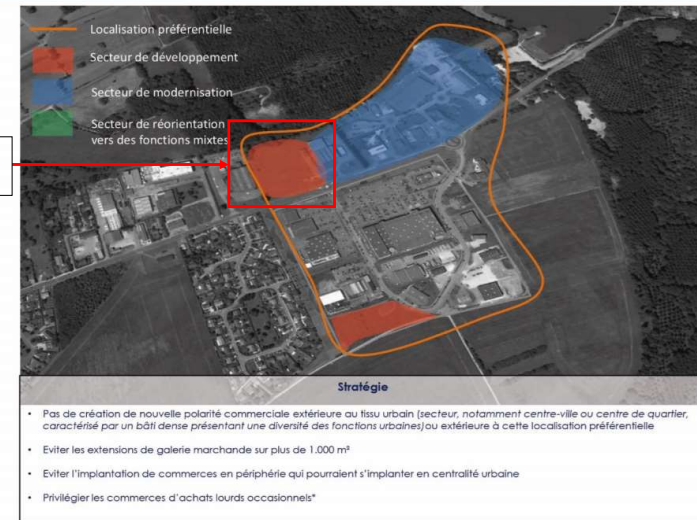 Localisation préférentielle
Secteur de développement
Secteur de modernisation
Secteur de réorientation
vers des fonctions mixtes
Stratégie
• Pas de création de nouvelle polarité commerciale extérieure au tissu urbain (secteur, notamment centre-ville ou centre de quartier,
caractérisé par un bâti dense présentant une diversité des fonctions urbaines) ou extérieure à cette localisation préférentielle
• Eviter les extensions de galerie marchande sur plus de 1.000 m²
• Eviter l'implantation de commerces en périphérie qui pourraient s'implanter en centralité urbaine
• Privilégier les commerces d'achats lourds occasionnels*